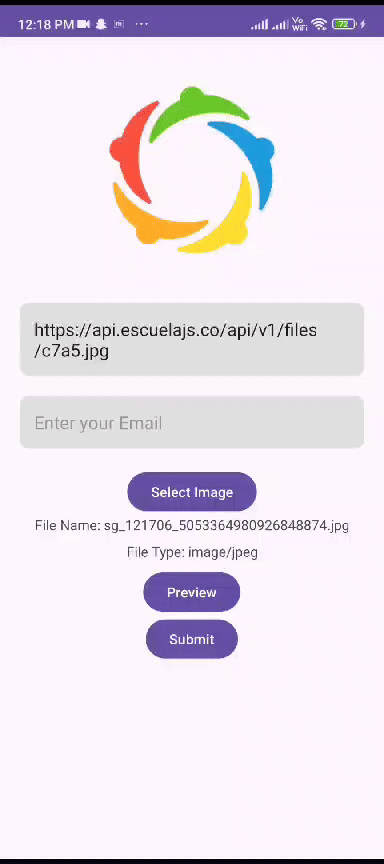 12:18 PM
Vo
WiFi
72
https://api.escuelajs.co/api/v1/files
/c7a5.jpg
Enter your Email
Select Image
File Name: sg_121706_5053364980926848874.jpg
File Type: image/jpeg
Preview
Submit